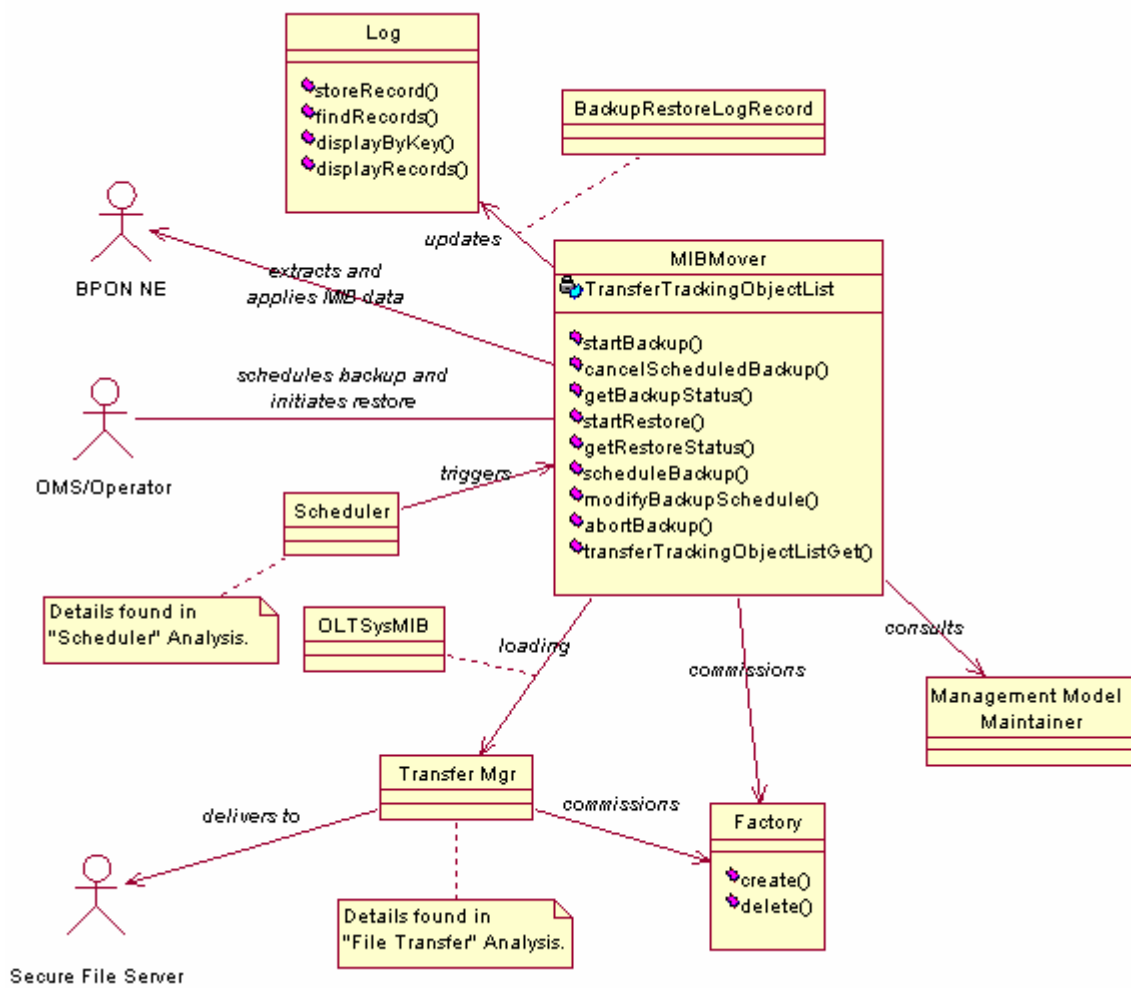 Log
storeRecord()
findRecords()
displayByKey()
displayRecords()
BackupRestoreLogRecord
BPON NE
updates
extracts and
applies MIB data
MIBMover
TransferTrackingObjectList
startBackup()
cancelScheduledBackup()
getBackupStatus()
startRestore()
getRestoreStatus()
scheduleBackup()
modifyBackupSchedule()
abortBackup()
transferTrackingObjectListGet()
schedules backup and
initiates restore
OMS/Operator
triggers
Scheduler
Details found in
"Scheduler" Analysis.
OLTSysMIB
loading
commissions
consults
Management Model
Maintainer
Transfer Mgr
delivers to
commissions
Factory
create()
delete()
Details found in
"File Transfer" Analysis.
Secure File Server